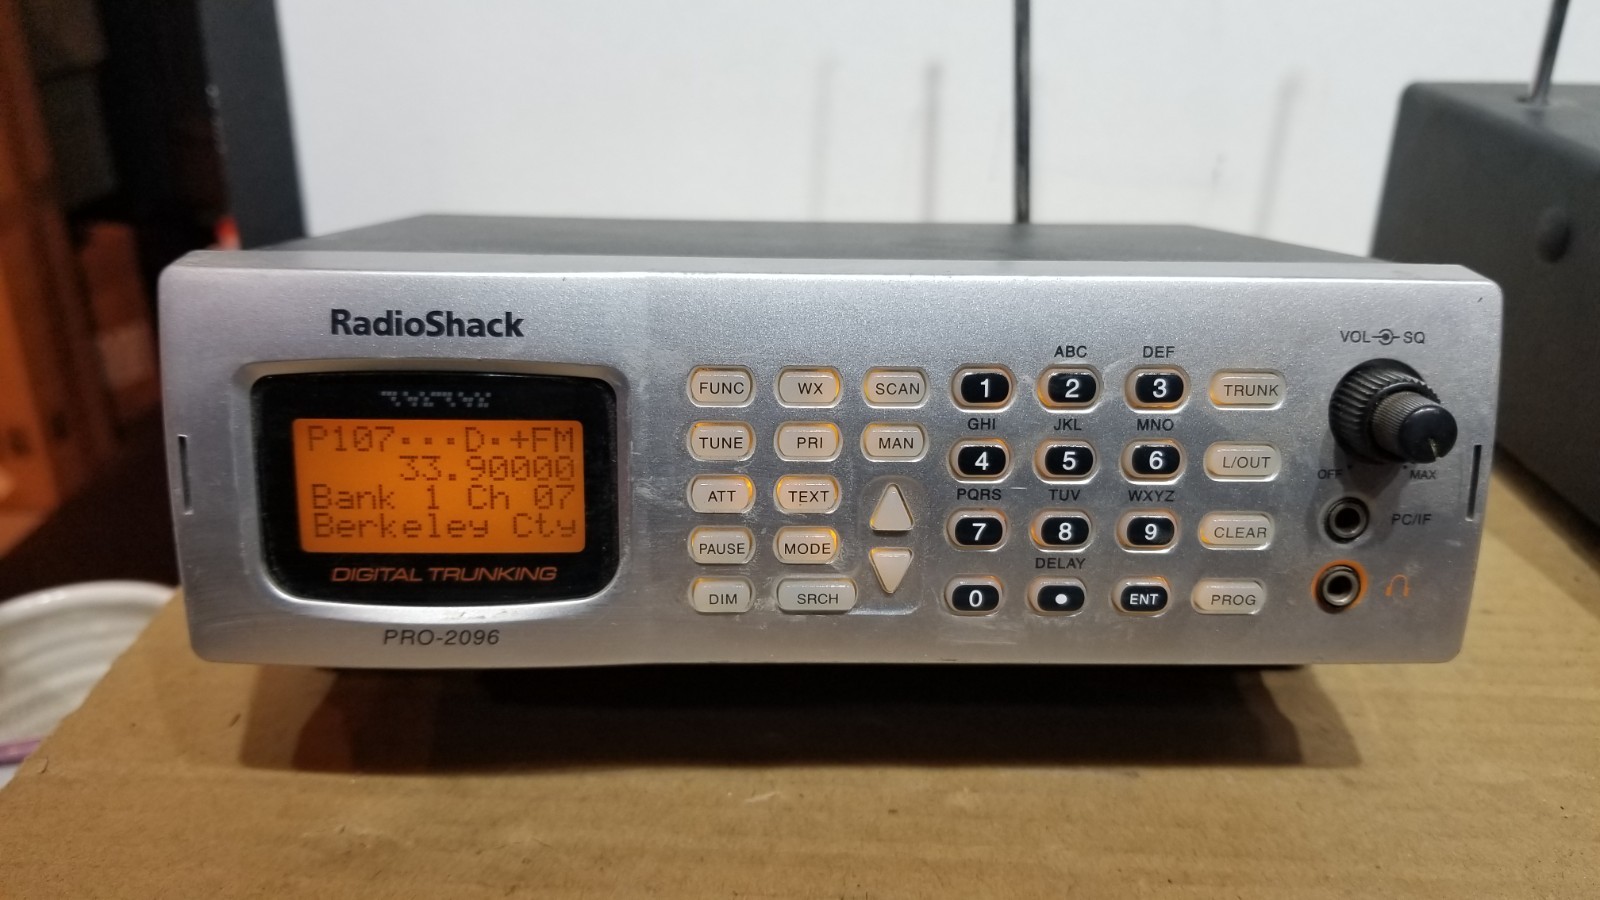 RadioShack
P107···D·+FM
33.90000
Bank 1 Ch 07
Berkeley Cty
DIGITAL TRUNKING
PRO-2096
FUNC WX SCAN
TUNE PRI MAN
ATT TEXT
PAUSE MODE
DIM SRCH
ABC DEF
1 2 3 TRUNK
GHI JKL MNO
4 5 6 L/OUT
PQRS TUV WXYZ
7 8 9 CLEAR
DELAY
0 • ENT PROG
VOL SQ
OFF MAX
PC/IF